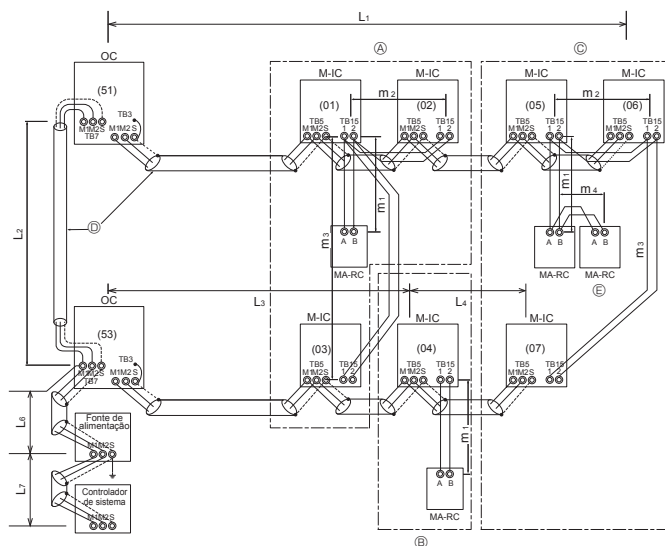 L1
Ⓐ
Ⓒ
OC
M-IC
M-IC
M-IC
M-IC
(51)
(01)
m2
(02)
(05)
m2
(06)
TB3
TB5
TB15
TB5
TB15
TB5
TB15
TB5
TB15
M1M2S
M1M2S
M1M2S
1 2
M1M2S
1 2
M1M2S
1 2
M1M2S
1 2
TB7
L2
Ⓓ
m3
m1
m1
m4
m3
A B
A B
A B
MA-RC
MA-RC
MA-RC
Ⓔ
OC
L3
L4
M-IC
M-IC
M-IC
(53)
(03)
(04)
(07)
TB3
TB5
TB15
TB5
TB15
TB5
TB15
M1M2S
M1M2S
M1M2S
1 2
M1M2S
1 2
M1M2S
1 2
TB7
L6
Fonte de
alimentação
M1M2S
m1
L7
A B
MA-RC
Controlador
de sistema
M1M2S
Ⓑ